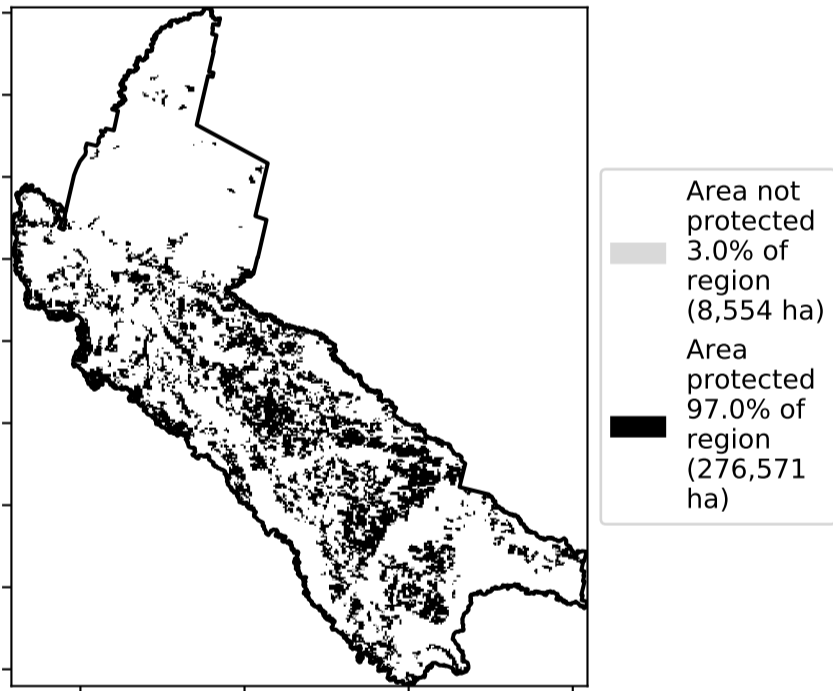 Area not
protected
3.0% of
region
(8,554 ha)
Area
protected
97.0% of
region
(276,571
ha)